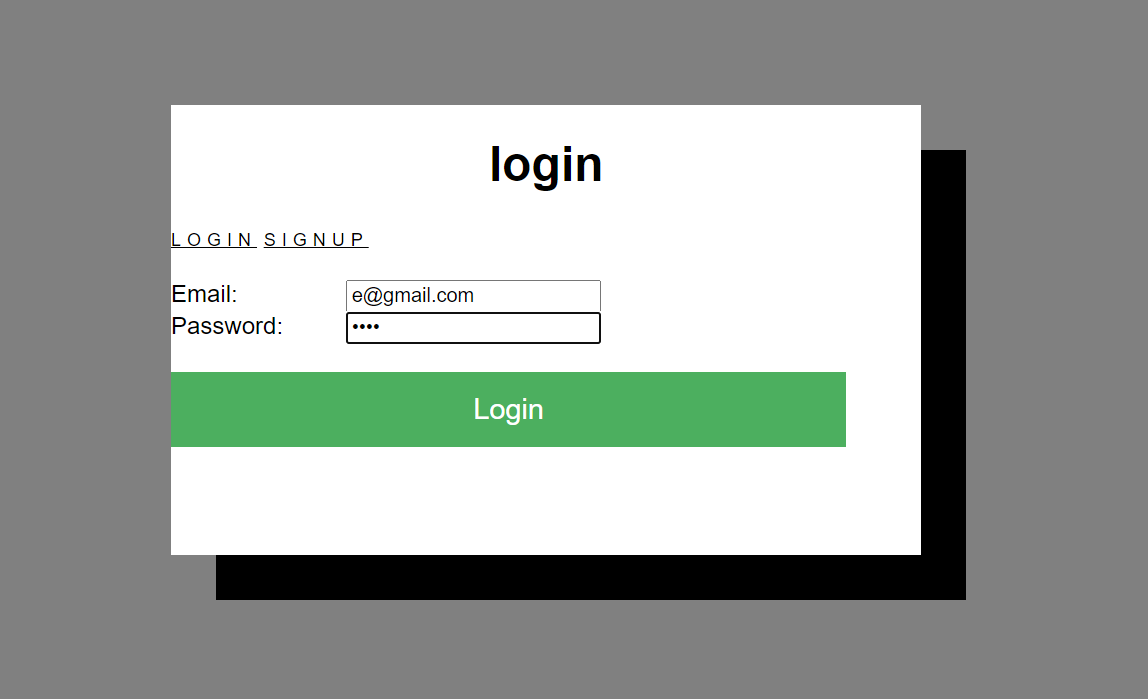 login
LOGIN SIGNUP
Email: e@gmail.com
Password: ••••
Login